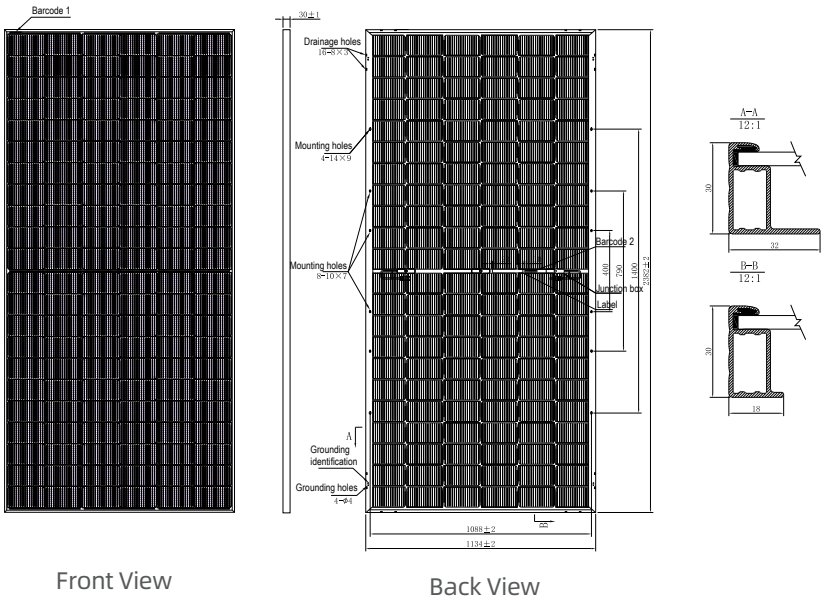 Barcode 1
30±1
Drainage holes
16-8×3
Mounting holes
4-14×9
Mounting holes
8-10×7
Barcode 2
Junction box
Label
400
790
1400
2382±2
A
Grounding
identification
Grounding holes
4-φ4
B
1088±2
1134±2
A-A
12:1
30
32
B-B
12:1
30
18
Front View
Back View